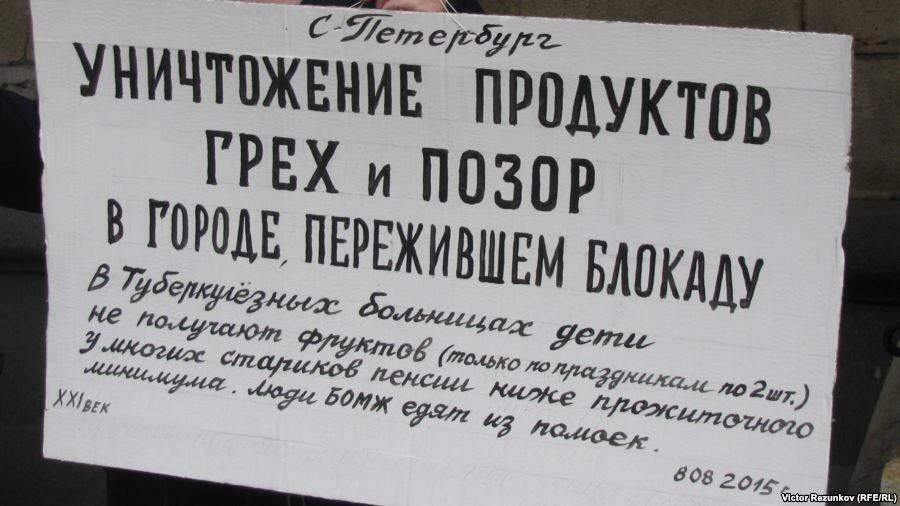 С-Петербург
УНИЧТОЖЕНИЕ ПРОДУКТОВ
ГРЕХ и ПОЗОР
В ГОРОДЕ, ПЕРЕЖИВШЕМ БЛОКАДУ
В Туберкулёзных больницах дети
не получают фруктов (только по праздникам по 2шт.)
У многих стариков пенсии ниже прожиточного
минимума. Люди БОМЖ едят из помоек.
XXI ВЕК
8 08 2015 г.
Victor Rezunkov (RFE/RL)